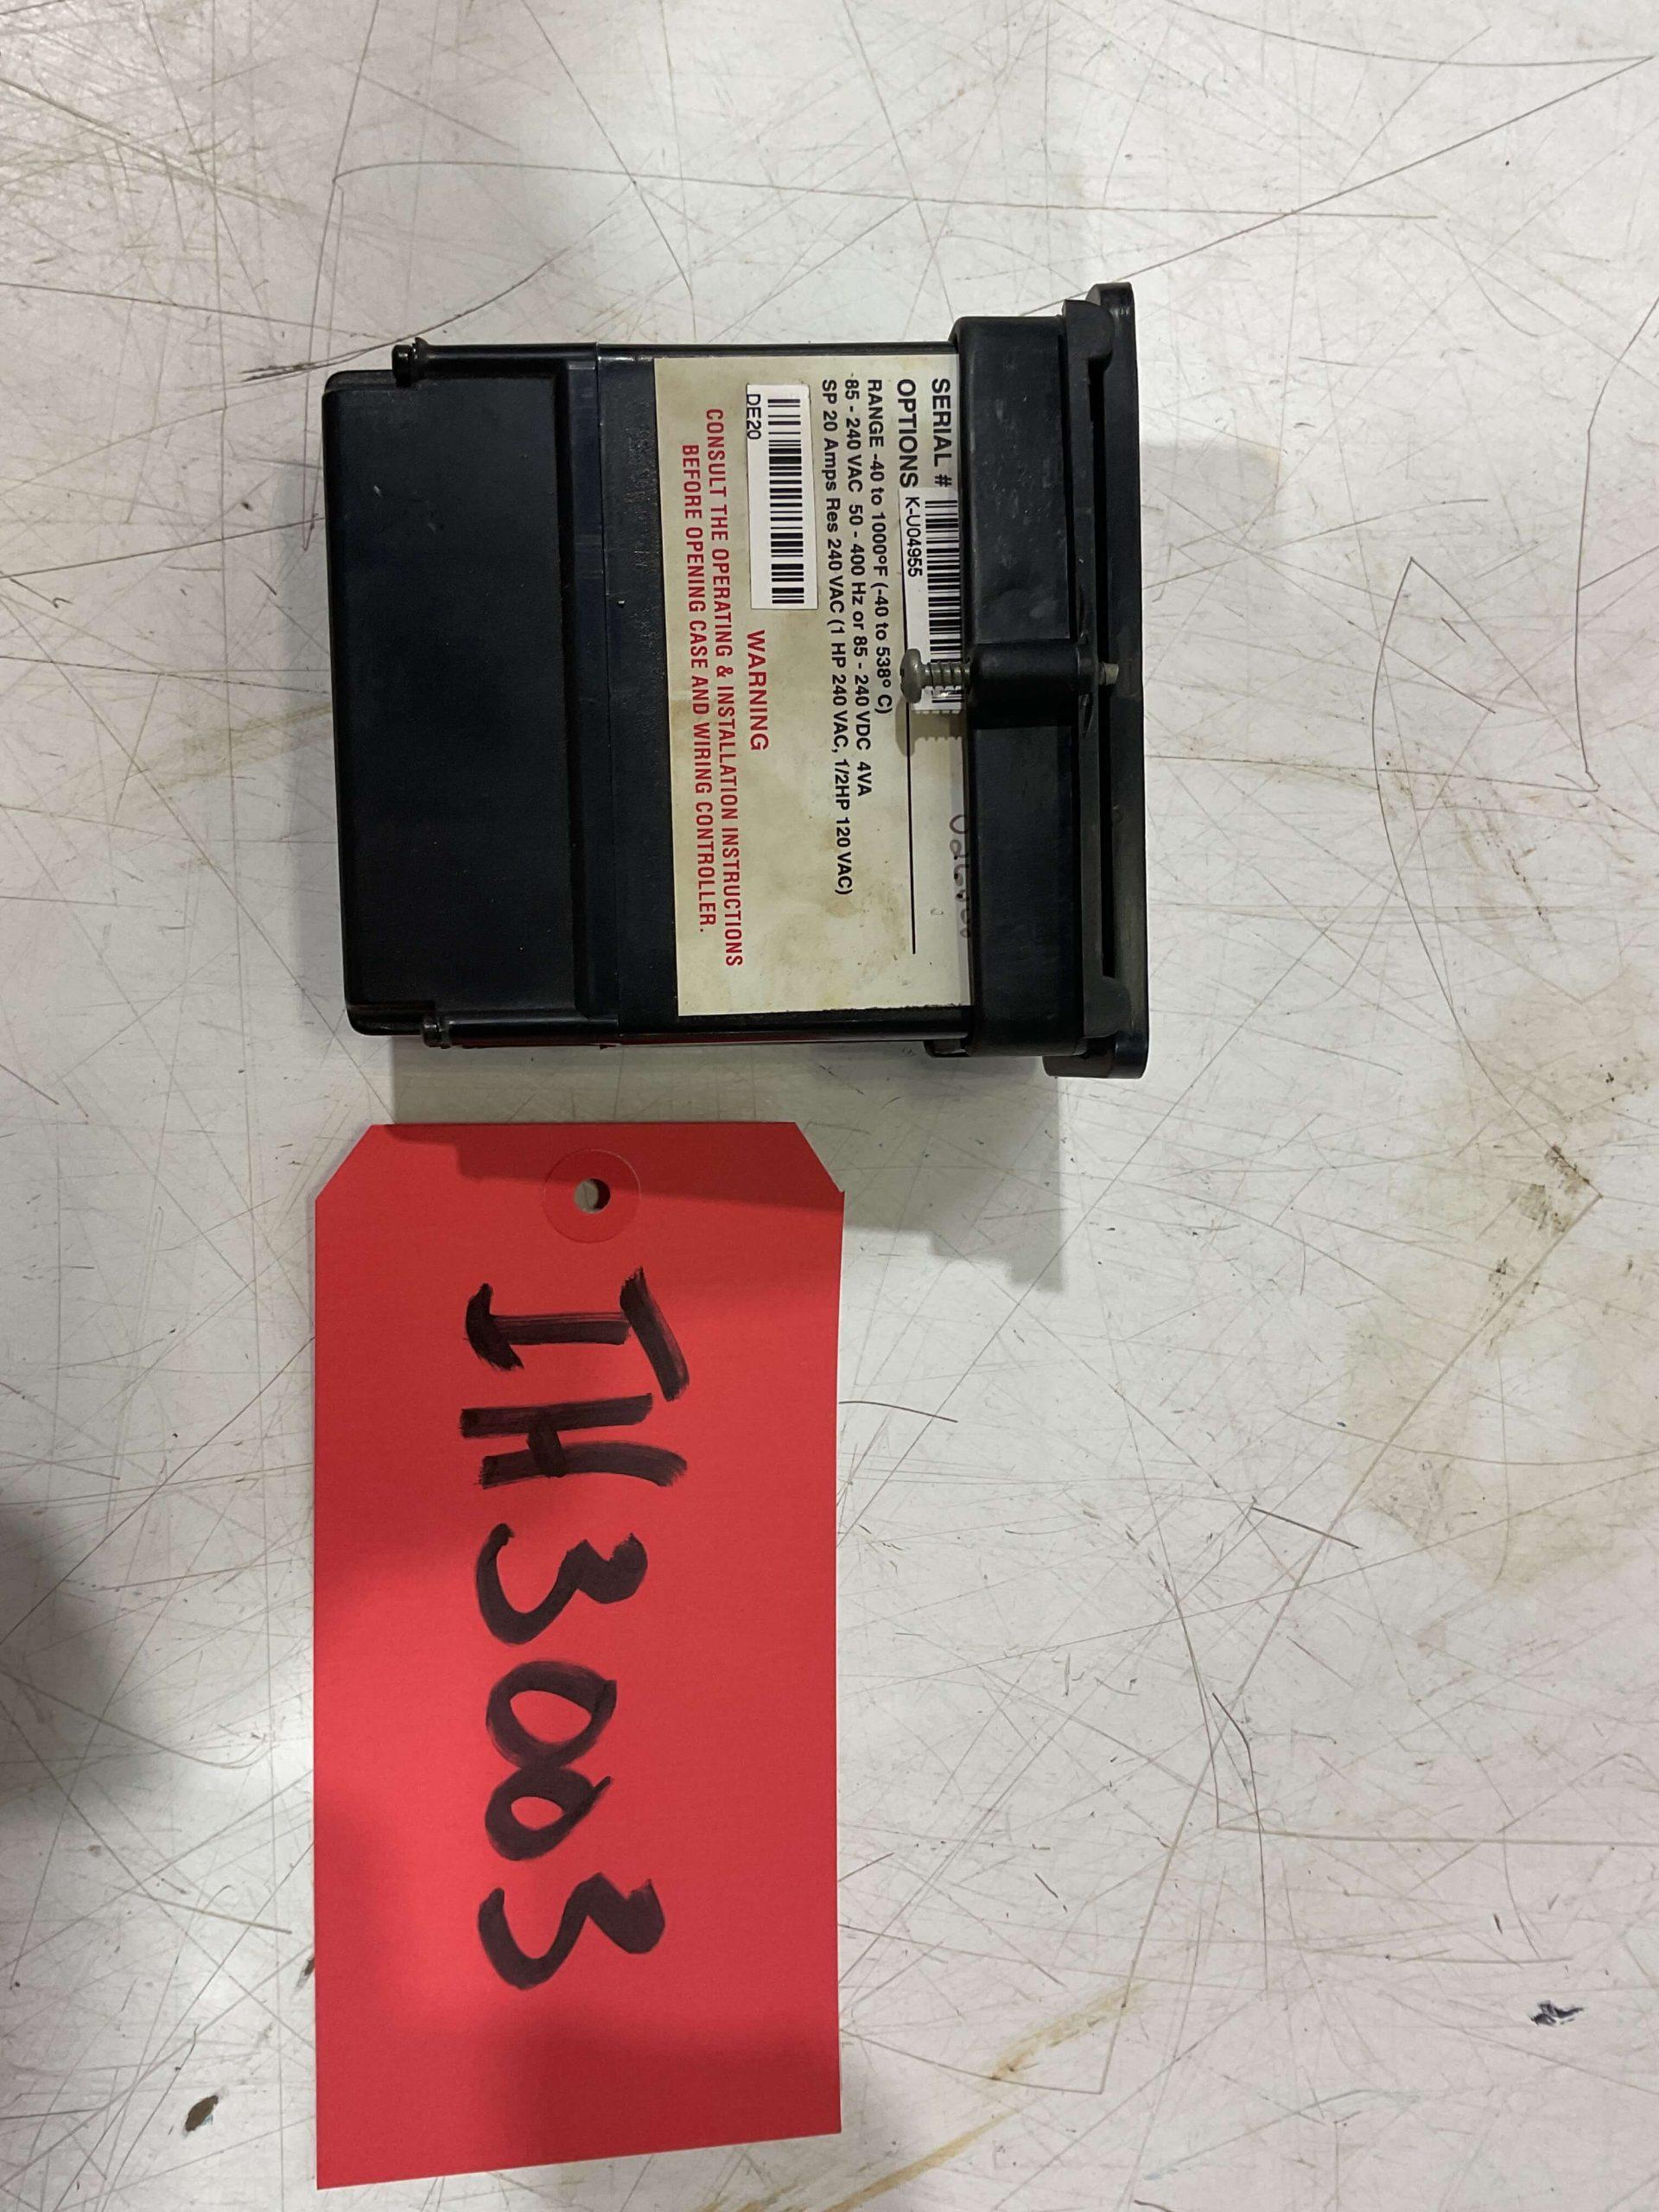 SERIAL #
K-U04955
OPTIONS
RANGE -40 to 1000°F (-40 to 538° C)
85 - 240 VAC 50 - 400 Hz or 85 - 240 VDC 4VA
SP 20 Amps Res 240 VAC (1 HP 240 VAC, 1/2HP 120 VAC)
DE20
WARNING
CONSULT THE OPERATING & INSTALLATION INSTRUCTIONS
BEFORE OPENING CASE AND WIRING CONTROLLER.
IH3003